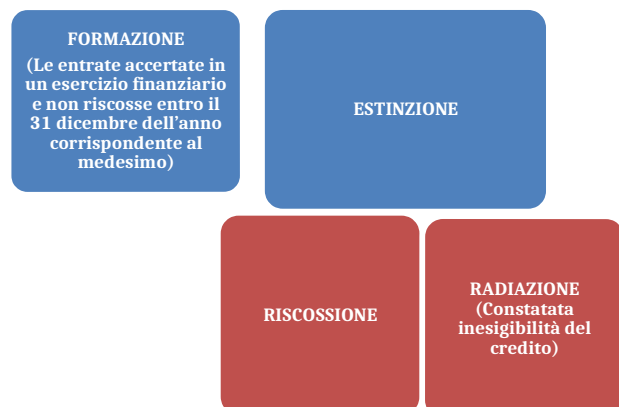 FORMAZIONE
(Le entrate accertate in
un esercizio finanziario
e non riscosse entro il
31 dicembre dell’anno
corrispondente al
medesimo)
ESTINZIONE
RISCOSSIONE
RADIAZIONE
(Constatata
inesigibilità del
credito)